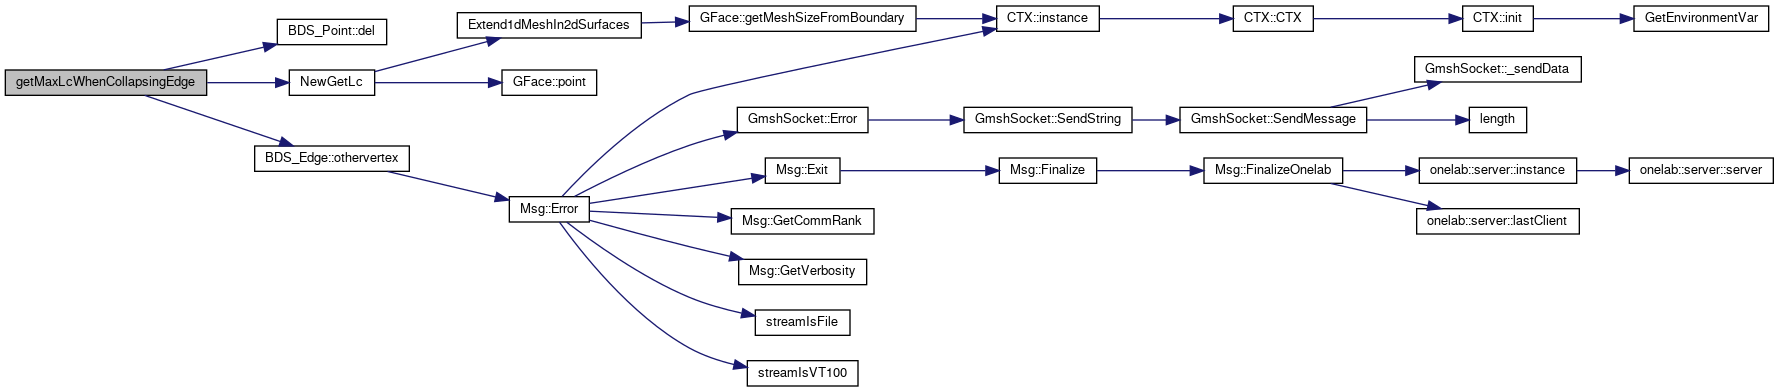 getMaxLcWhenCollapsingEdge
BDS_Point::del
NewGetLc
BDS_Edge::othervertex
Extend1dMeshIn2dSurfaces
GFace::point
Msg::Error
GFace::getMeshSizeFromBoundary
GmshSocket::Error
Msg::Exit
Msg::GetCommRank
Msg::GetVerbosity
streamIsFile
streamIsVT100
CTX::instance
GmshSocket::SendString
Msg::Finalize
CTX::CTX
GmshSocket::SendMessage
Msg::FinalizeOnelab
CTX::init
GmshSocket::_sendData
length
onelab::server::instance
onelab::server::lastClient
GetEnvironmentVar
onelab::server::server